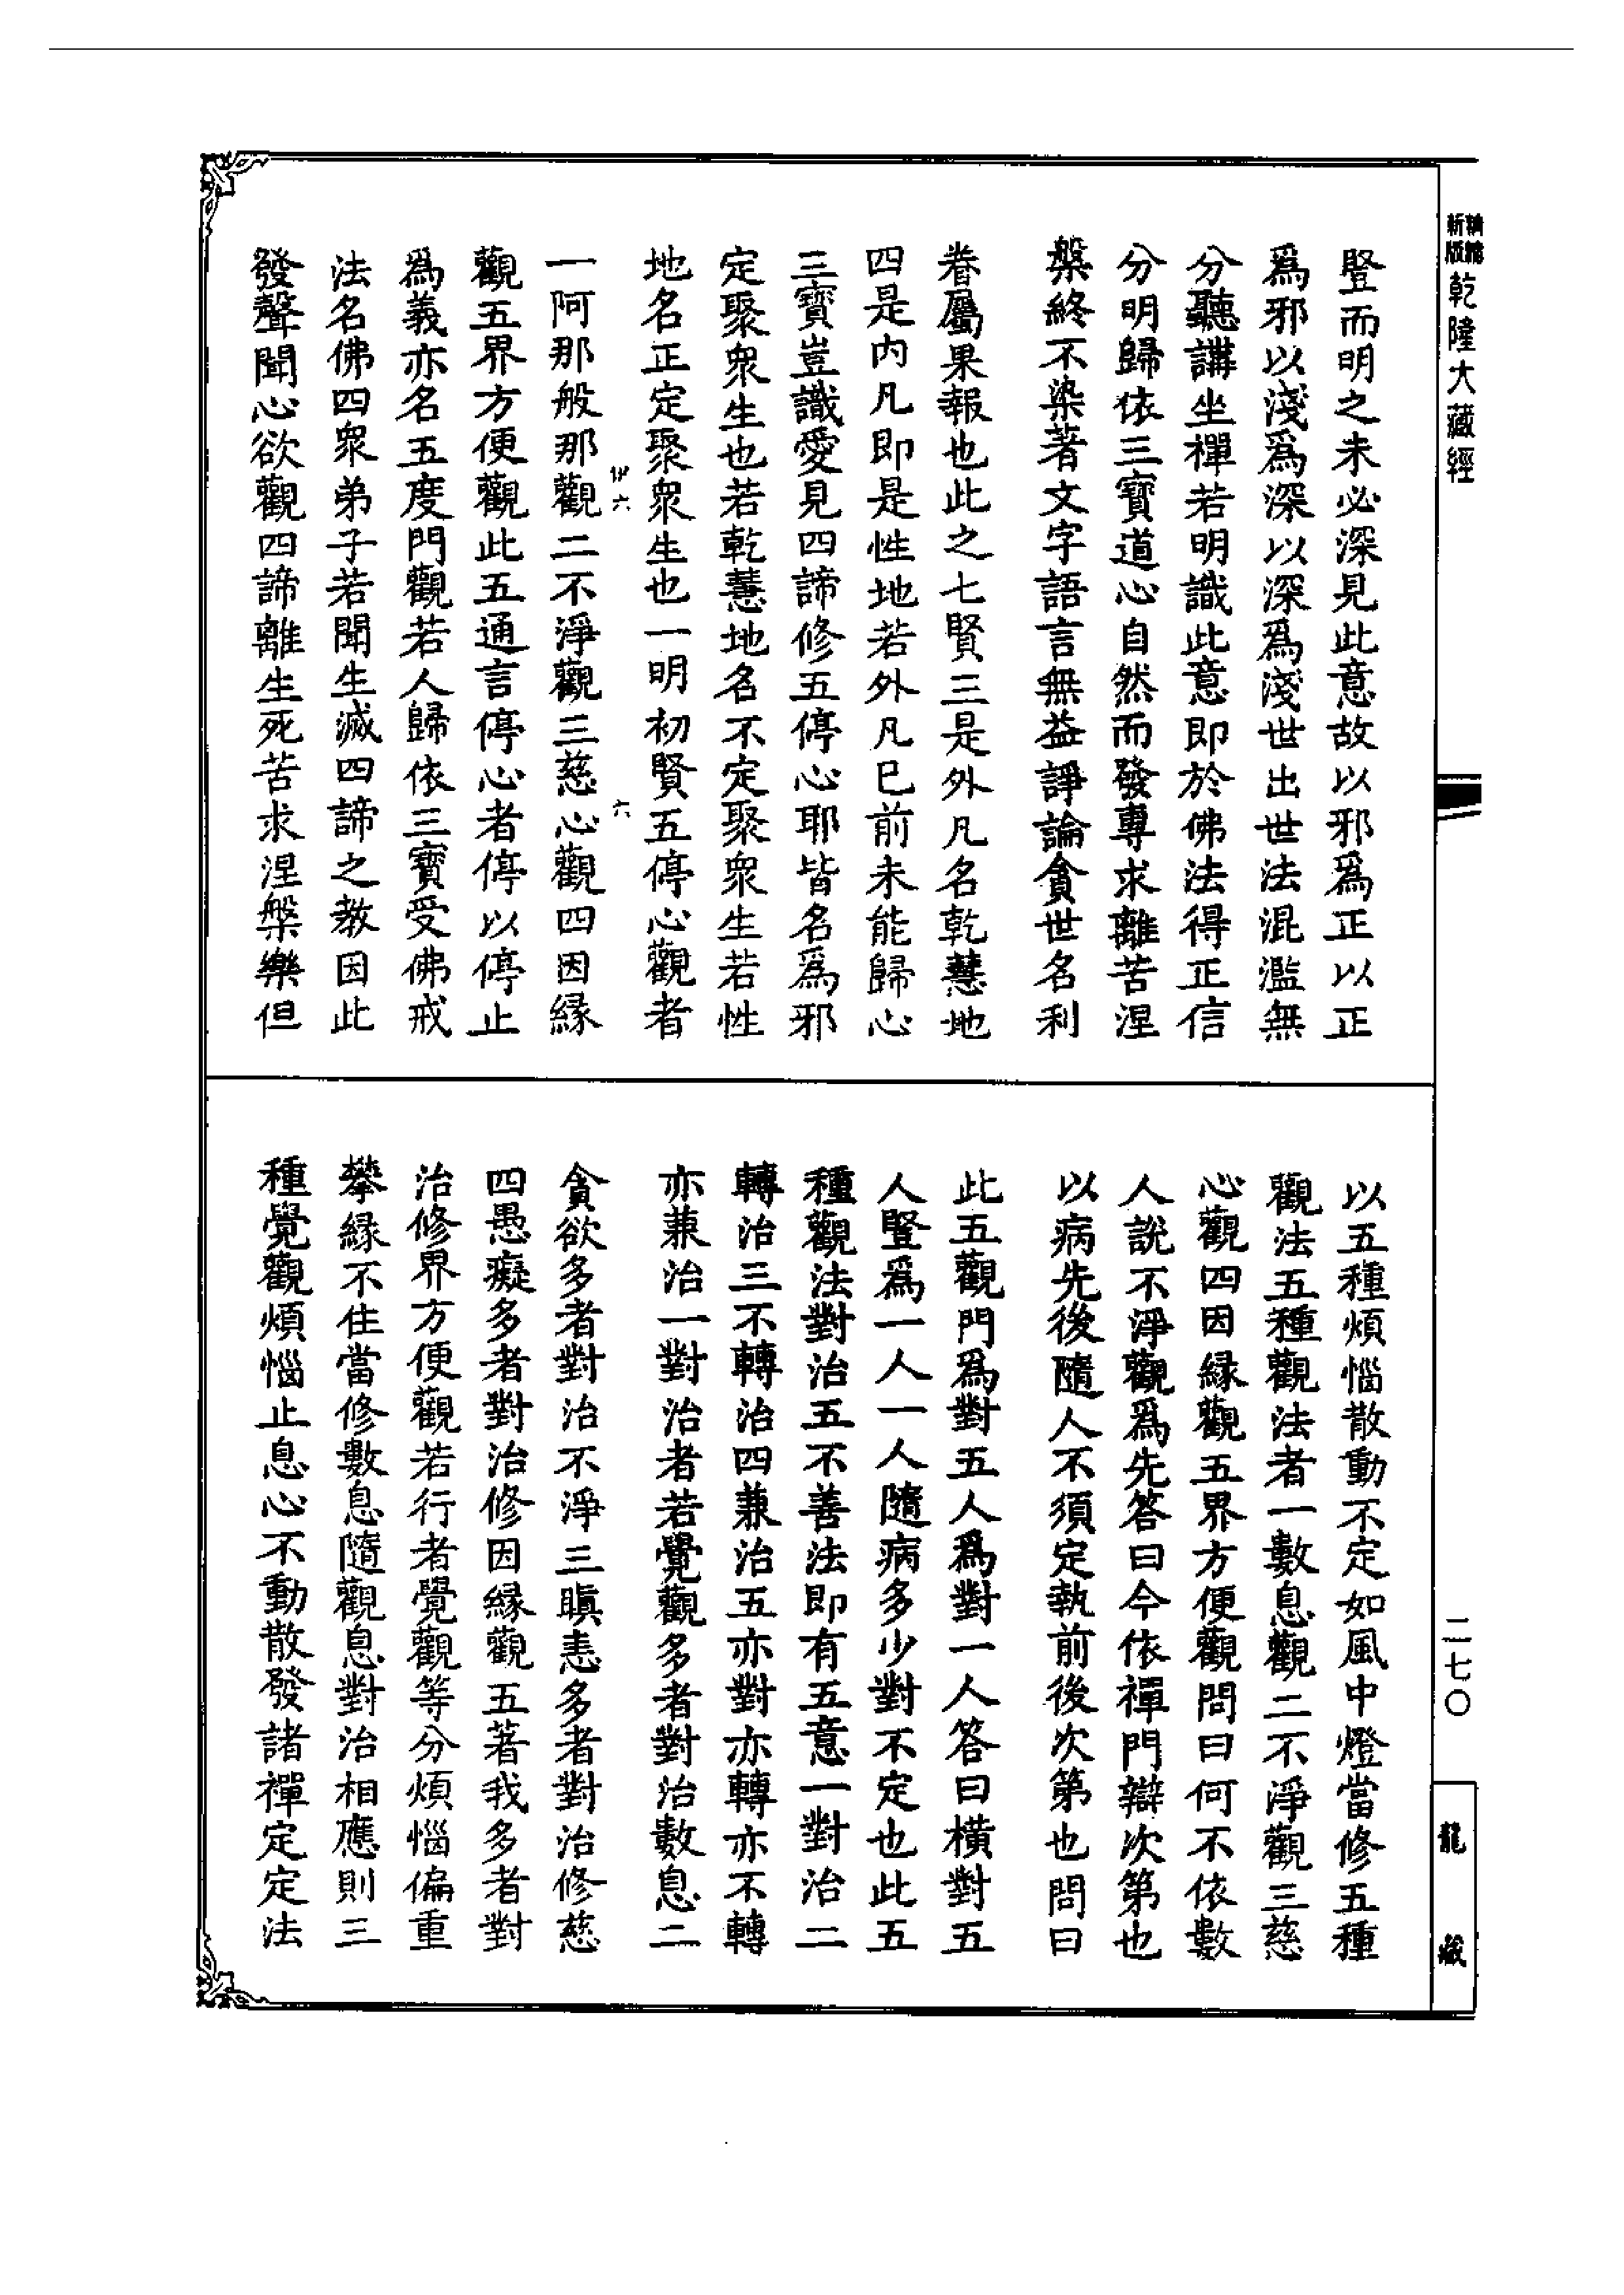 新版精縮
乾隆大藏經
竪而明之未必深見此意故以邪爲正以正
爲邪以淺爲深以深爲淺世出世法混濫無
分聽講坐禪若明識此意即於佛法得正信
分明歸依三寶道心自然而發專求離苦涅
槃終不染著文字語言無益諍論貪世名利
眷屬果報也此之七賢三是外凡名乾慧地
四是内凡即是性地若外凡已前未能歸心
三寶豈識愛見四諦修五停心耶皆名爲邪
定聚衆生也若乾慧地名不定聚衆生若性
地名正定聚衆生也一明初賢五停心觀者
六
六
一阿那般那觀二不淨觀三慈心觀四因縁
觀五界方便觀此五通言停心者停以停止
爲義亦名五度門觀若人歸依三寶受佛戒
法名佛四衆弟子若聞生滅四諦之教因此
發聲聞心欲觀四諦離生死苦求涅槃樂但
以五種煩惱散動不定如風中燈當修五種
觀法五種觀法者一數息觀二不淨觀三慈
心觀四因縁觀五界方便觀問曰何不依數
人說不淨觀爲先答曰今依禪門辯次第也
以病先後隨人不須定執前後次第也問曰
此五觀門爲對五人爲對一人答曰橫對五
人竪爲一人一人隨病多少對不定也此五
種觀法對治五不善法即有五意一對治二
轉治三不轉治四兼治五亦對亦轉亦不轉
亦兼治一對治者若覺觀多者對治數息二
貪欲多者對治不淨三瞋恚多者對治修慈
四愚癡多者對治修因縁觀五著我多者對
治修界方便觀若行者覺觀等分煩惱偏重
攀縁不住當修數息隨觀息對治相應則三
種覺觀煩惱止息心不動散發諸禪定定法
二七〇
龍藏